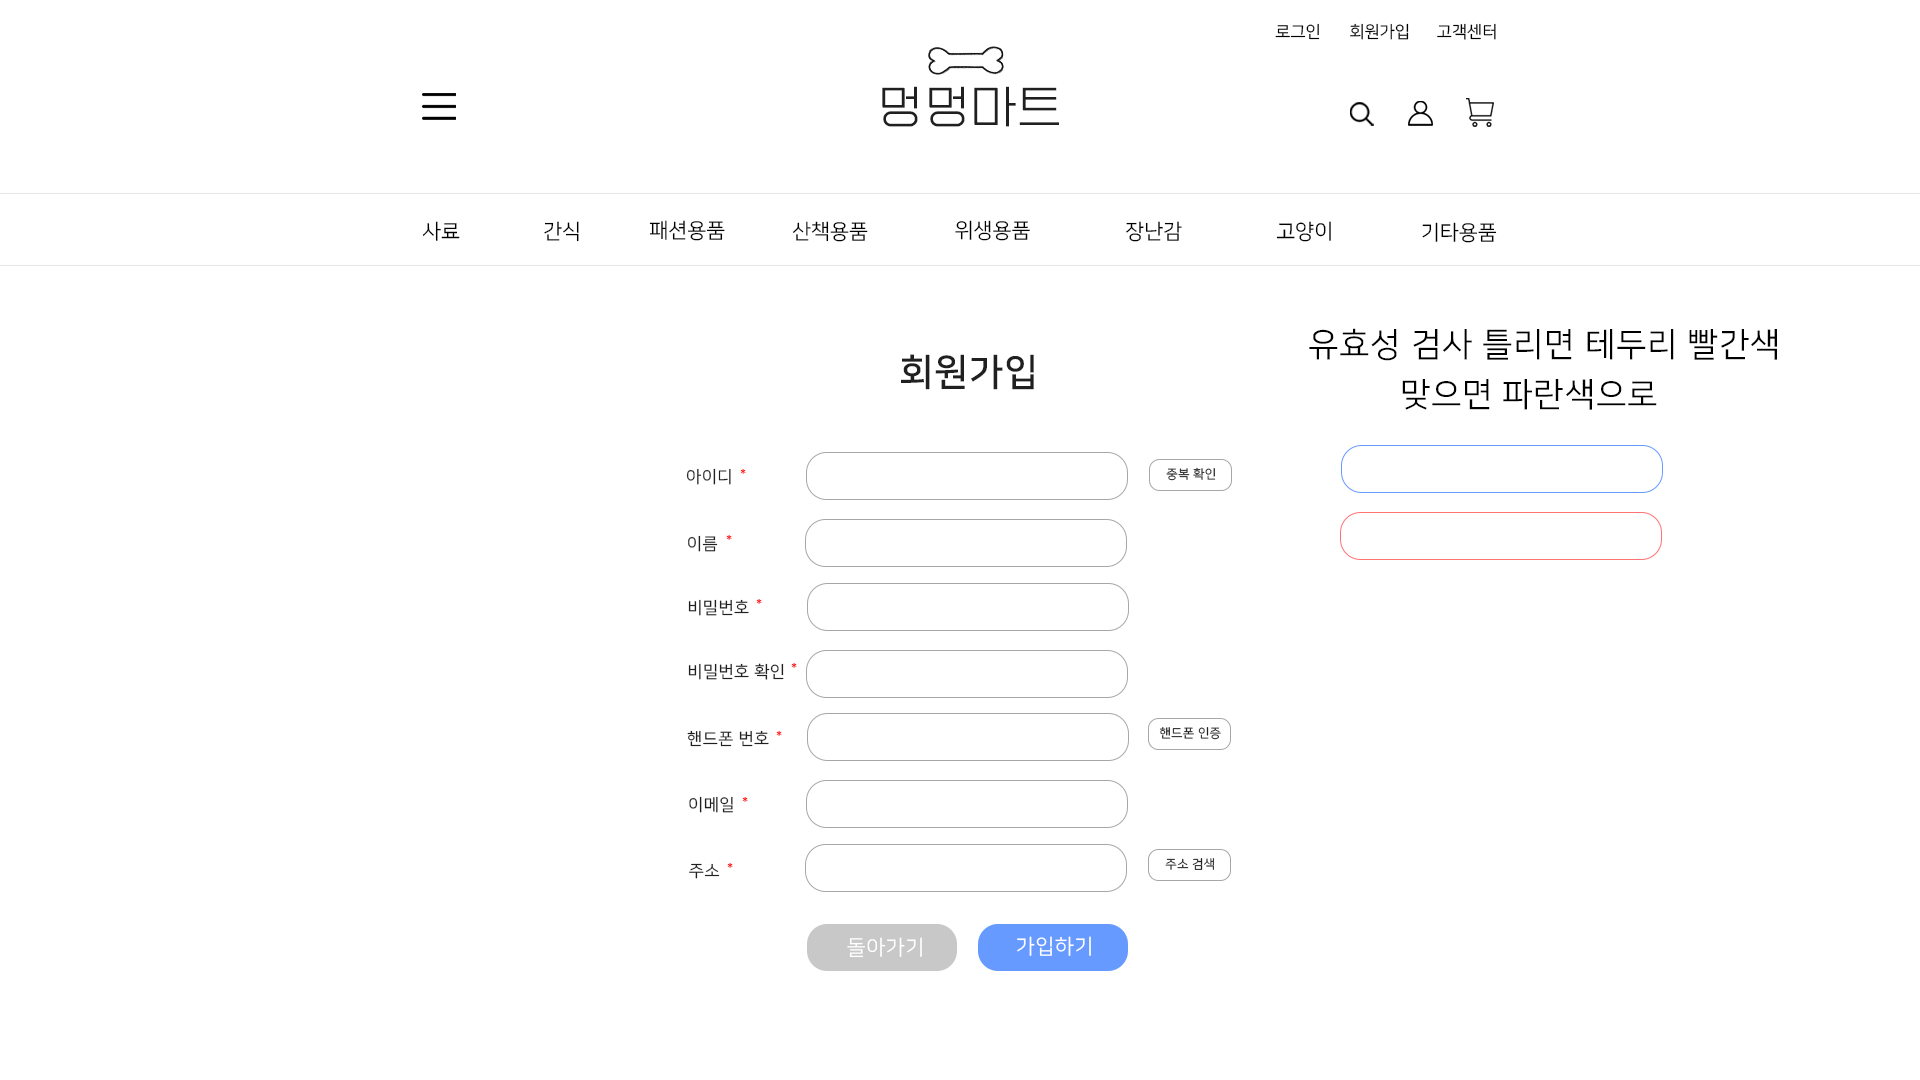 로그인 회원가입 고객센터
멍멍마트
사료 간식 패션용품 산책용품 위생용품 장난감 고양이 기타용품
유효성 검사 틀리면 테두리 빨간색
맞으면 파란색으로
회원가입
아이디 * 중복 확인
이름 *
비밀번호 *
비밀번호 확인 *
핸드폰 번호 * 핸드폰 인증
이메일 *
주소 * 주소 검색
돌아가기 가입하기